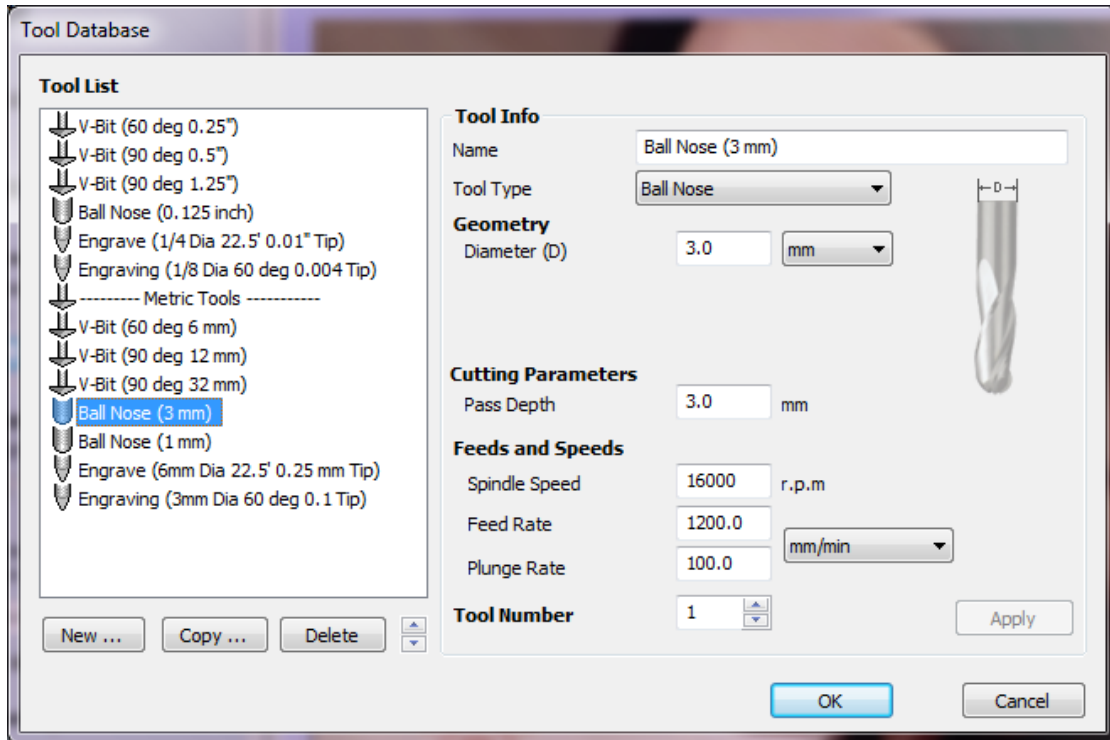 Tool Database
Tool List
V-Bit (60 deg 0.25")
V-Bit (90 deg 0.5")
V-Bit (90 deg 1.25")
Ball Nose (0.125 inch)
Engrave (1/4 Dia 22.5' 0.01" Tip)
Engraving (1/8 Dia 60 deg 0.004 Tip)
--------- Metric Tools -----------
V-Bit (60 deg 6 mm)
V-Bit (90 deg 12 mm)
V-Bit (90 deg 32 mm)
Ball Nose (3 mm)
Ball Nose (1 mm)
Engrave (6mm Dia 22.5' 0.25 mm Tip)
Engraving (3mm Dia 60 deg 0.1 Tip)
New ... Copy ... Delete
Tool Info
Name Ball Nose (3 mm)
Tool Type Ball Nose
D
Geometry
Diameter (D) 3.0 mm
Cutting Parameters
Pass Depth 3.0 mm
Feeds and Speeds
Spindle Speed 16000 r.p.m
Feed Rate 1200.0
mm/min
Plunge Rate 100.0
Tool Number 1
Apply
OK Cancel